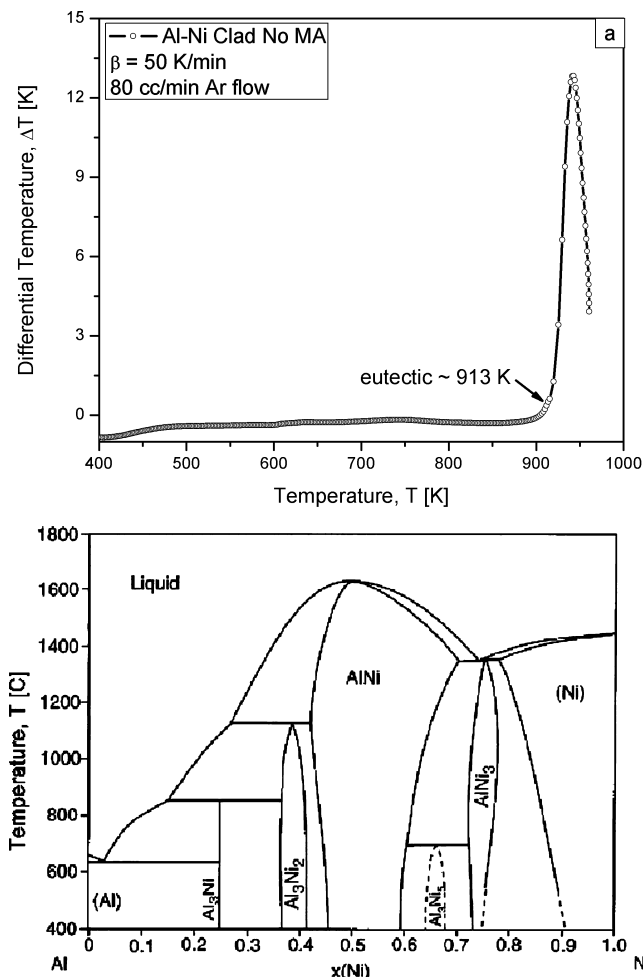 15
12
9
6
3
0
400
500
600
700
800
900
1000
Differential Temperature, ΔT [K]
Temperature, T [K]
Al-Ni Clad No MA
β = 50 K/min
80 cc/min Ar flow
a
eutectic ~ 913 K
1800
1600
1400
1200
1000
800
600
400
Temperature, T [C]
Liquid
AlNi
(Ni)
AlNi₃
Al₃Ni₂
Al₃Ni
(Al)
0
0.1
0.2
0.3
0.4
0.5
0.6
0.7
0.8
0.9
1.0
Al
x(Ni)
N